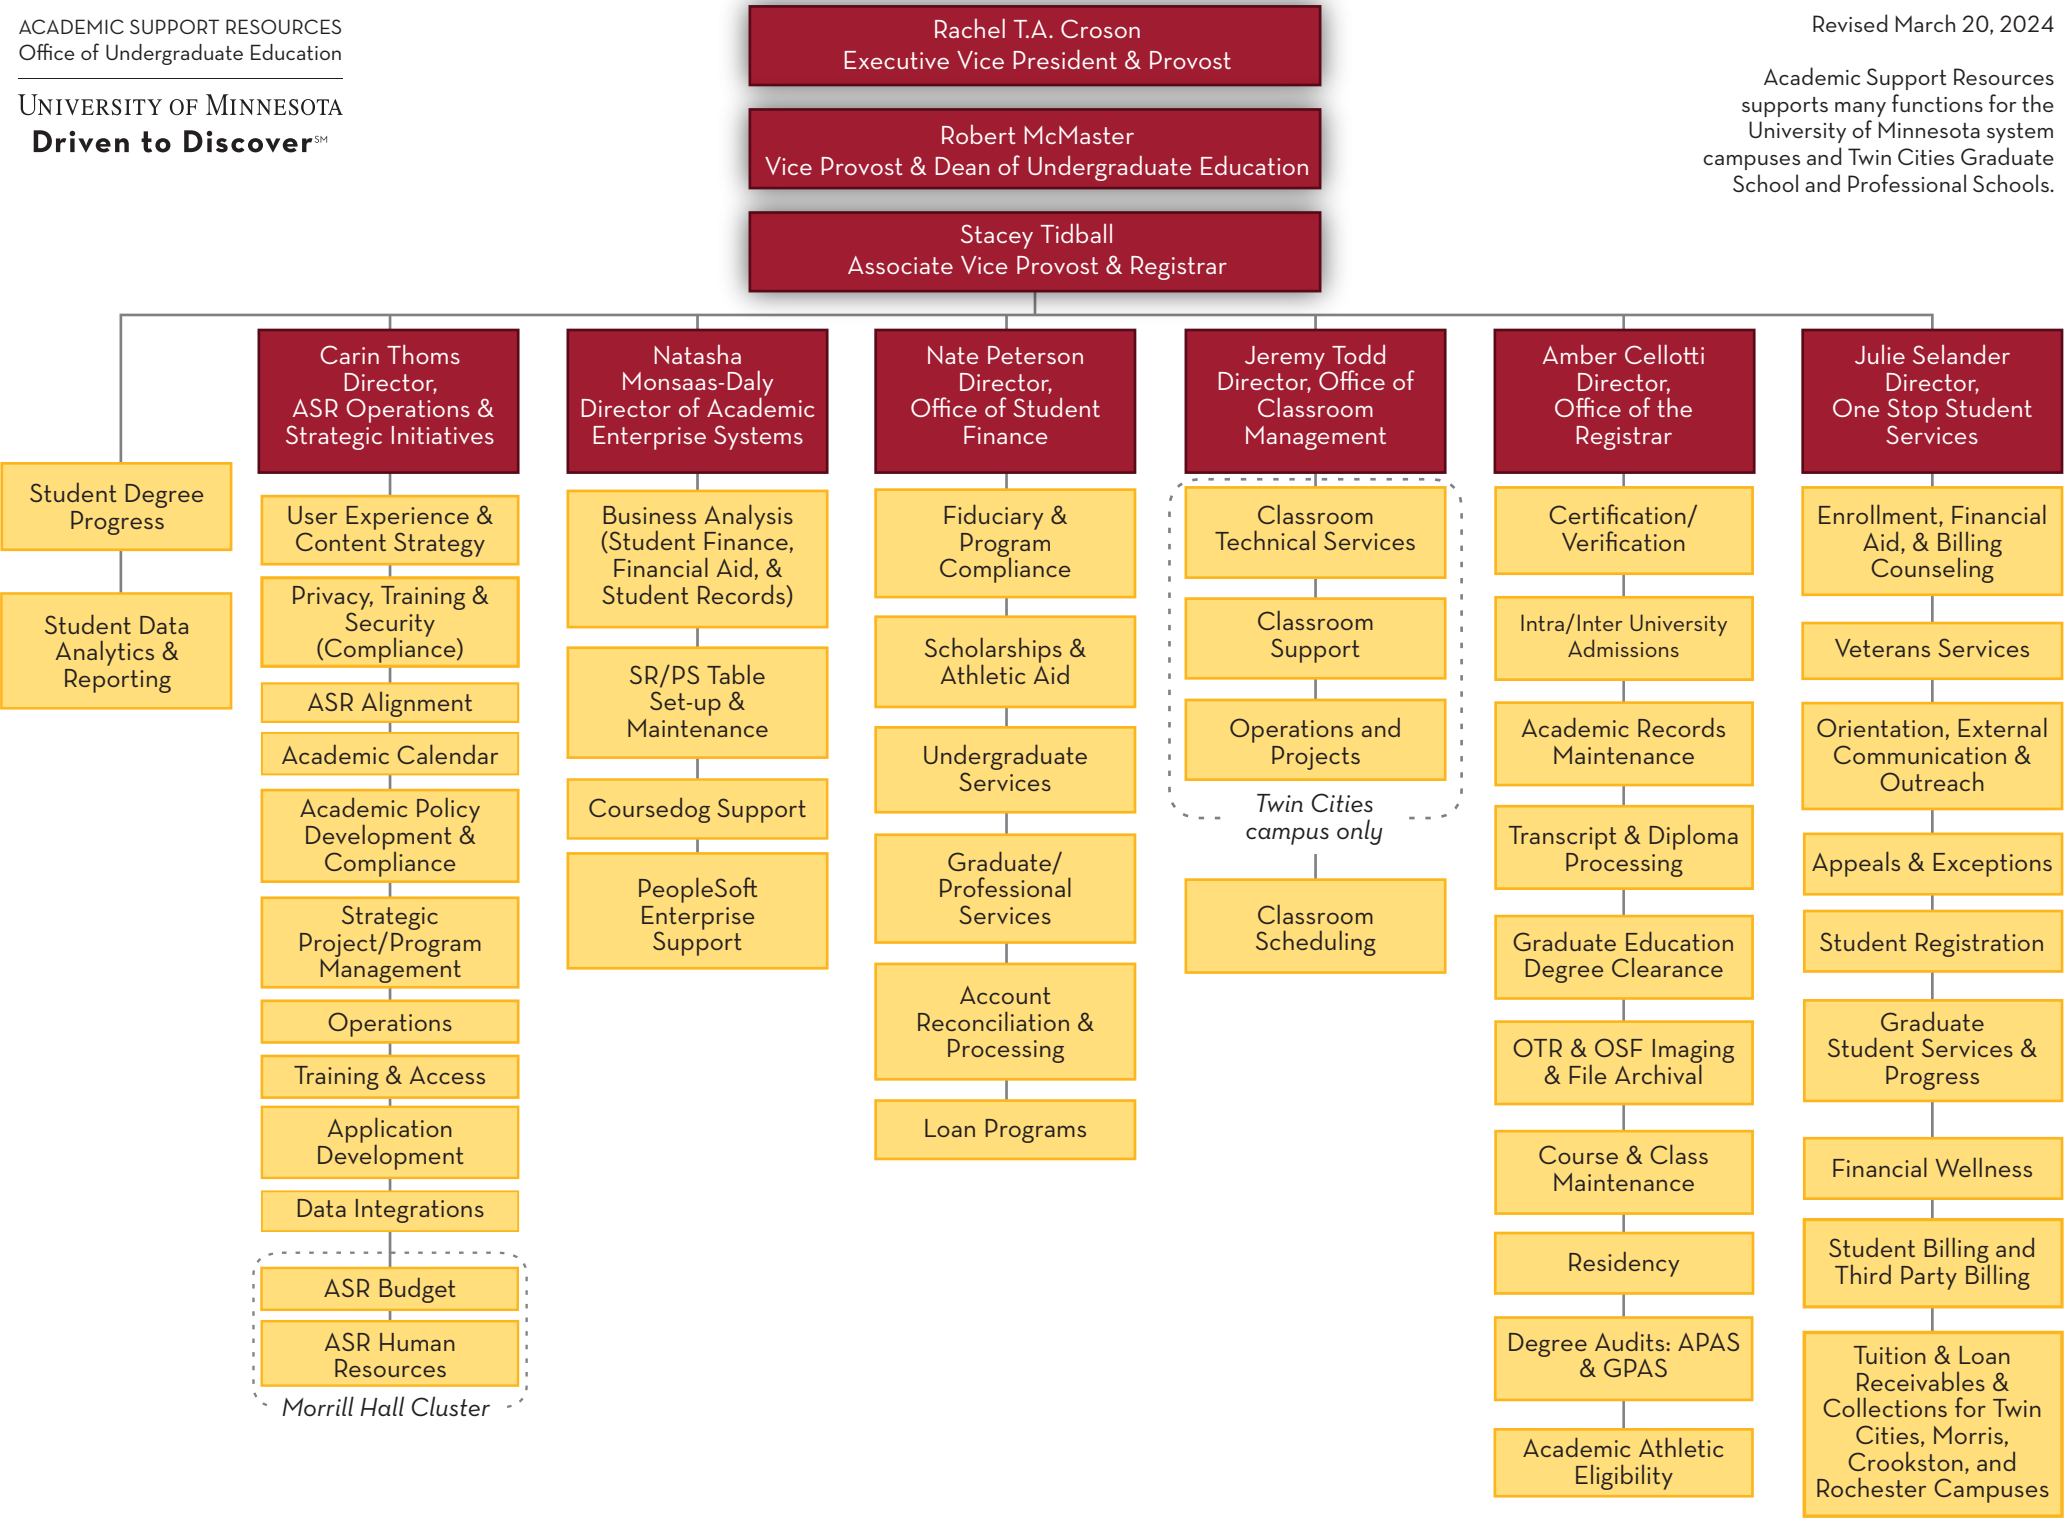 ACADEMIC SUPPORT RESOURCES
Office of Undergraduate Education
UNIVERSITY OF MINNESOTA
Driven to Discover℠
Rachel T.A. Croson
Executive Vice President & Provost
Robert McMaster
Vice Provost & Dean of Undergraduate Education
Stacey Tidball
Associate Vice Provost & Registrar
Revised March 20, 2024
Academic Support Resources
supports many functions for the
University of Minnesota system
campuses and Twin Cities Graduate
School and Professional Schools.
Student Degree
Progress
Student Data
Analytics &
Reporting
Carin Thoms
Director,
ASR Operations &
Strategic Initiatives
User Experience &
Content Strategy
Privacy, Training &
Security
(Compliance)
ASR Alignment
Academic Calendar
Academic Policy
Development &
Compliance
Strategic
Project/Program
Management
Operations
Training & Access
Application
Development
Data Integrations
ASR Budget
ASR Human
Resources
Morrill Hall Cluster
Natasha
Monsaas-Daly
Director of Academic
Enterprise Systems
Business Analysis
(Student Finance,
Financial Aid, &
Student Records)
SR/PS Table
Set-up &
Maintenance
Coursedog Support
PeopleSoft
Enterprise
Support
Nate Peterson
Director,
Office of Student
Finance
Fiduciary &
Program
Compliance
Scholarships &
Athletic Aid
Undergraduate
Services
Graduate/
Professional
Services
Account
Reconciliation &
Processing
Loan Programs
Jeremy Todd
Director, Office of
Classroom
Management
Classroom
Technical Services
Classroom
Support
Operations and
Projects
Twin Cities
campus only
Classroom
Scheduling
Amber Cellotti
Director,
Office of the
Registrar
Certification/
Verification
Intra/Inter University
Admissions
Academic Records
Maintenance
Transcript & Diploma
Processing
Graduate Education
Degree Clearance
OTR & OSF Imaging
& File Archival
Course & Class
Maintenance
Residency
Degree Audits: APAS
& GPAS
Academic Athletic
Eligibility
Julie Selander
Director,
One Stop Student
Services
Enrollment, Financial
Aid, & Billing
Counseling
Veterans Services
Orientation, External
Communication &
Outreach
Appeals & Exceptions
Student Registration
Graduate
Student Services &
Progress
Financial Wellness
Student Billing and
Third Party Billing
Tuition & Loan
Receivables &
Collections for Twin
Cities, Morris,
Crookston, and
Rochester Campuses